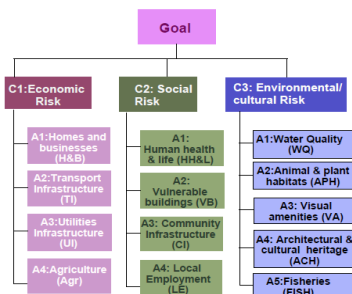 Goal
C1:Economic
Risk
A1:Homes and
businesses
(H&B)
A2:Transport
Infrastructure
(TI)
A3:Utilities
Infrastructure
(UI)
A4:Agriculture
(Agr)
C2: Social
Risk
A1:
Human health
& life (HH&L)
A2:
Vulnerable
buildings (VB)
A3: Community
Infrastructure
(CI)
A4: Local
Employment
(LE)
C3: Environmental/
cultural Risk
A1:Water Quality
(WQ)
A2:Animal & plant
habitats (APH)
A3: Visual
amenities (VA)
A4: Architectural &
cultural heritage
(ACH)
A5:Fisheries
(FISH)